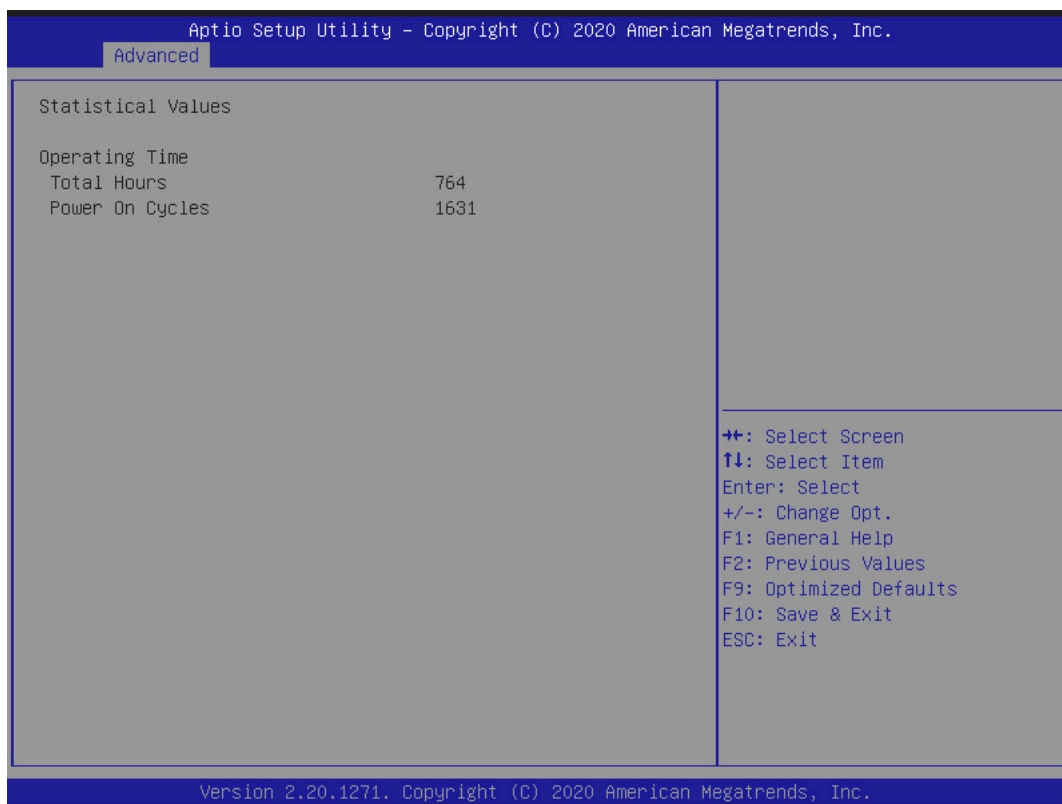 Aptio Setup Utility – Copyright (C) 2020 American Megatrends, Inc.
Advanced
Statistical Values
Operating Time
Total Hours 764
Power On Cycles 1631
→←: Select Screen
↑↓: Select Item
Enter: Select
+/-: Change Opt.
F1: General Help
F2: Previous Values
F9: Optimized Defaults
F10: Save & Exit
ESC: Exit
Version 2.20.1271. Copyright (C) 2020 American Megatrends, Inc.